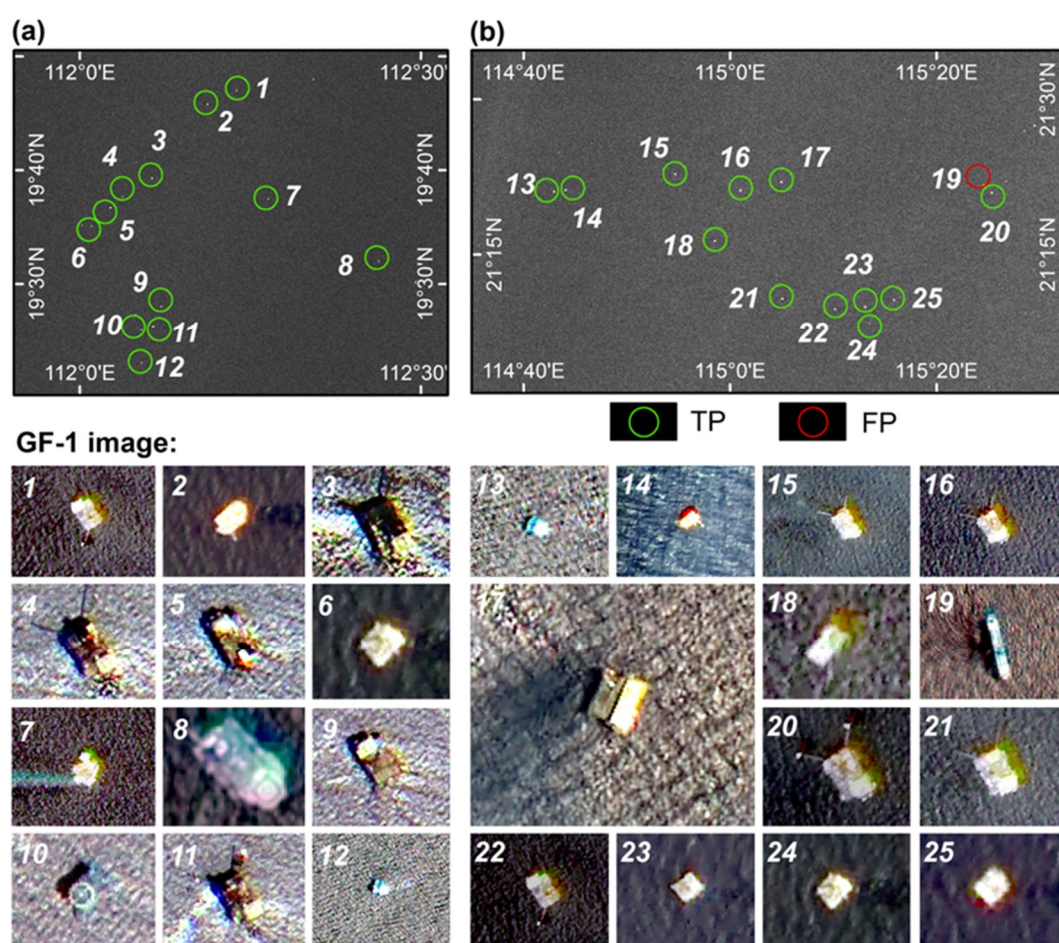 (a)
(b)
112°0'E
112°30'E
114°40'E
115°0'E
115°20'E
21°30'N
1
2
3
4
15
16
17
19°40'N
19°40'N
13
14
19
7
5
20
6
18
8
21°15'N
21°15'N
9
23
19°30'N
19°30'N
21
25
10
11
22
24
12
112°0'E
112°30'E
114°40'E
115°0'E
115°20'E
TP
FP
GF-1 image:
1
2
3
13
14
15
16
4
5
6
17
18
19
7
8
9
20
21
10
11
12
22
23
24
25